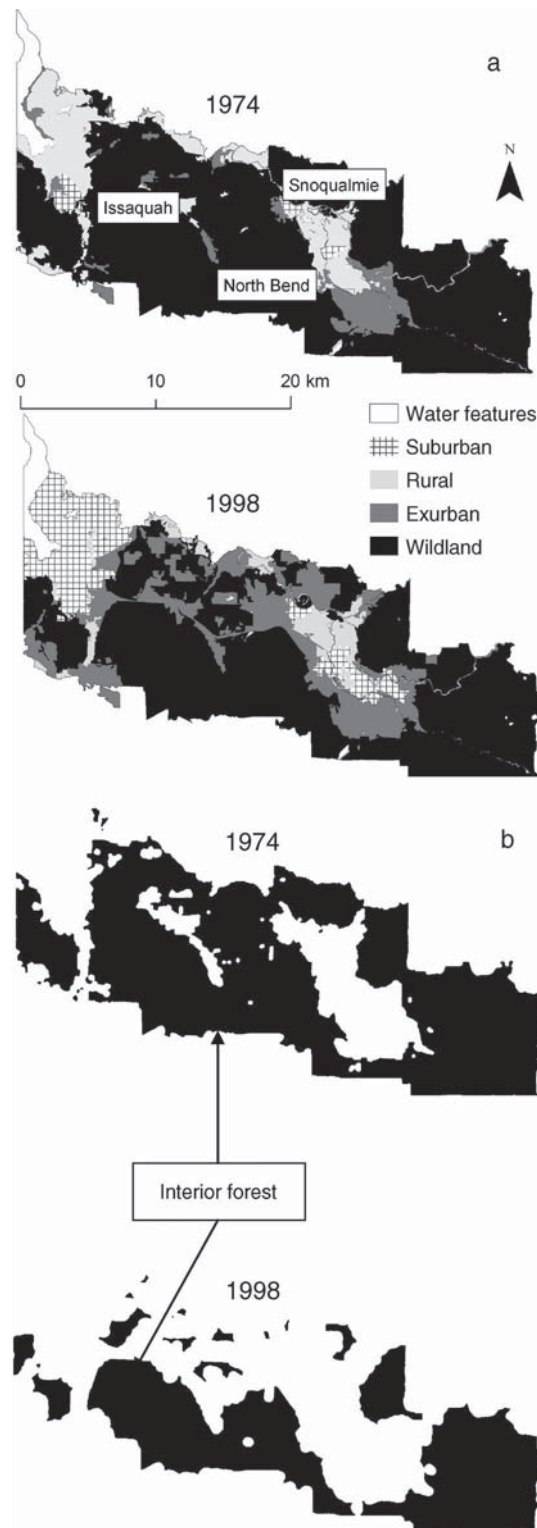 a
1974
N
Snoqualmie
Issaquah
North Bend
0 10 20 km
Water features
Suburban
Rural
Exurban
Wildland
1998
1974
b
Interior forest
1998